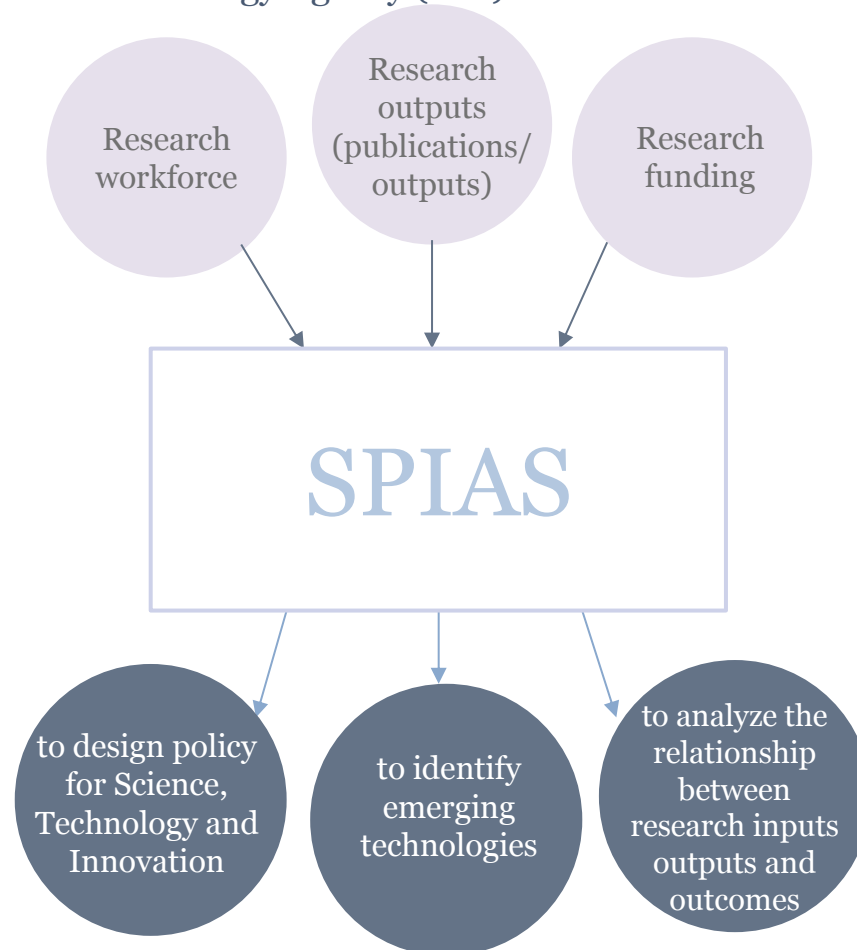 Research
workforce
Research
outputs
(publications/
outputs)
Research
funding
SPIAS
to design policy
for Science,
Technology and
Innovation
to identify
emerging
technologies
to analyze the
relationship
between
research inputs
outputs and
outcomes